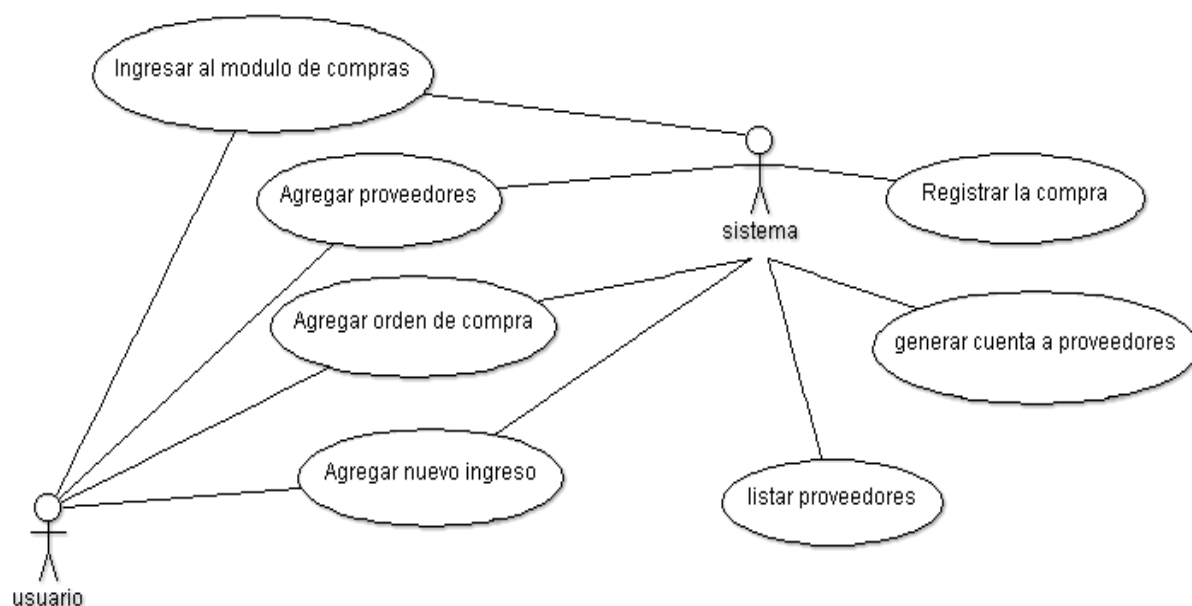 Ingresar al modulo de compras
Agregar proveedores
Registrar la compra
sistema
Agregar orden de compra
generar cuenta a proveedores
Agregar nuevo ingreso
listar proveedores
usuario